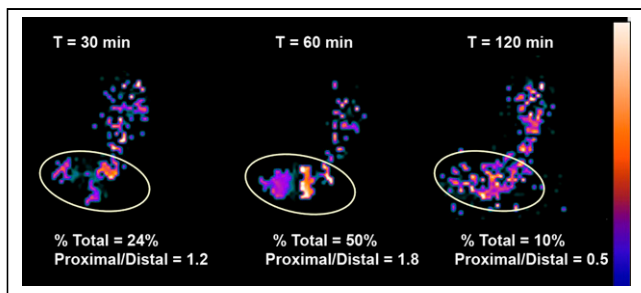 T = 30 min
T = 60 min
T = 120 min
% Total = 24%
Proximal/Distal = 1.2
% Total = 50%
Proximal/Distal = 1.8
% Total = 10%
Proximal/Distal = 0.5